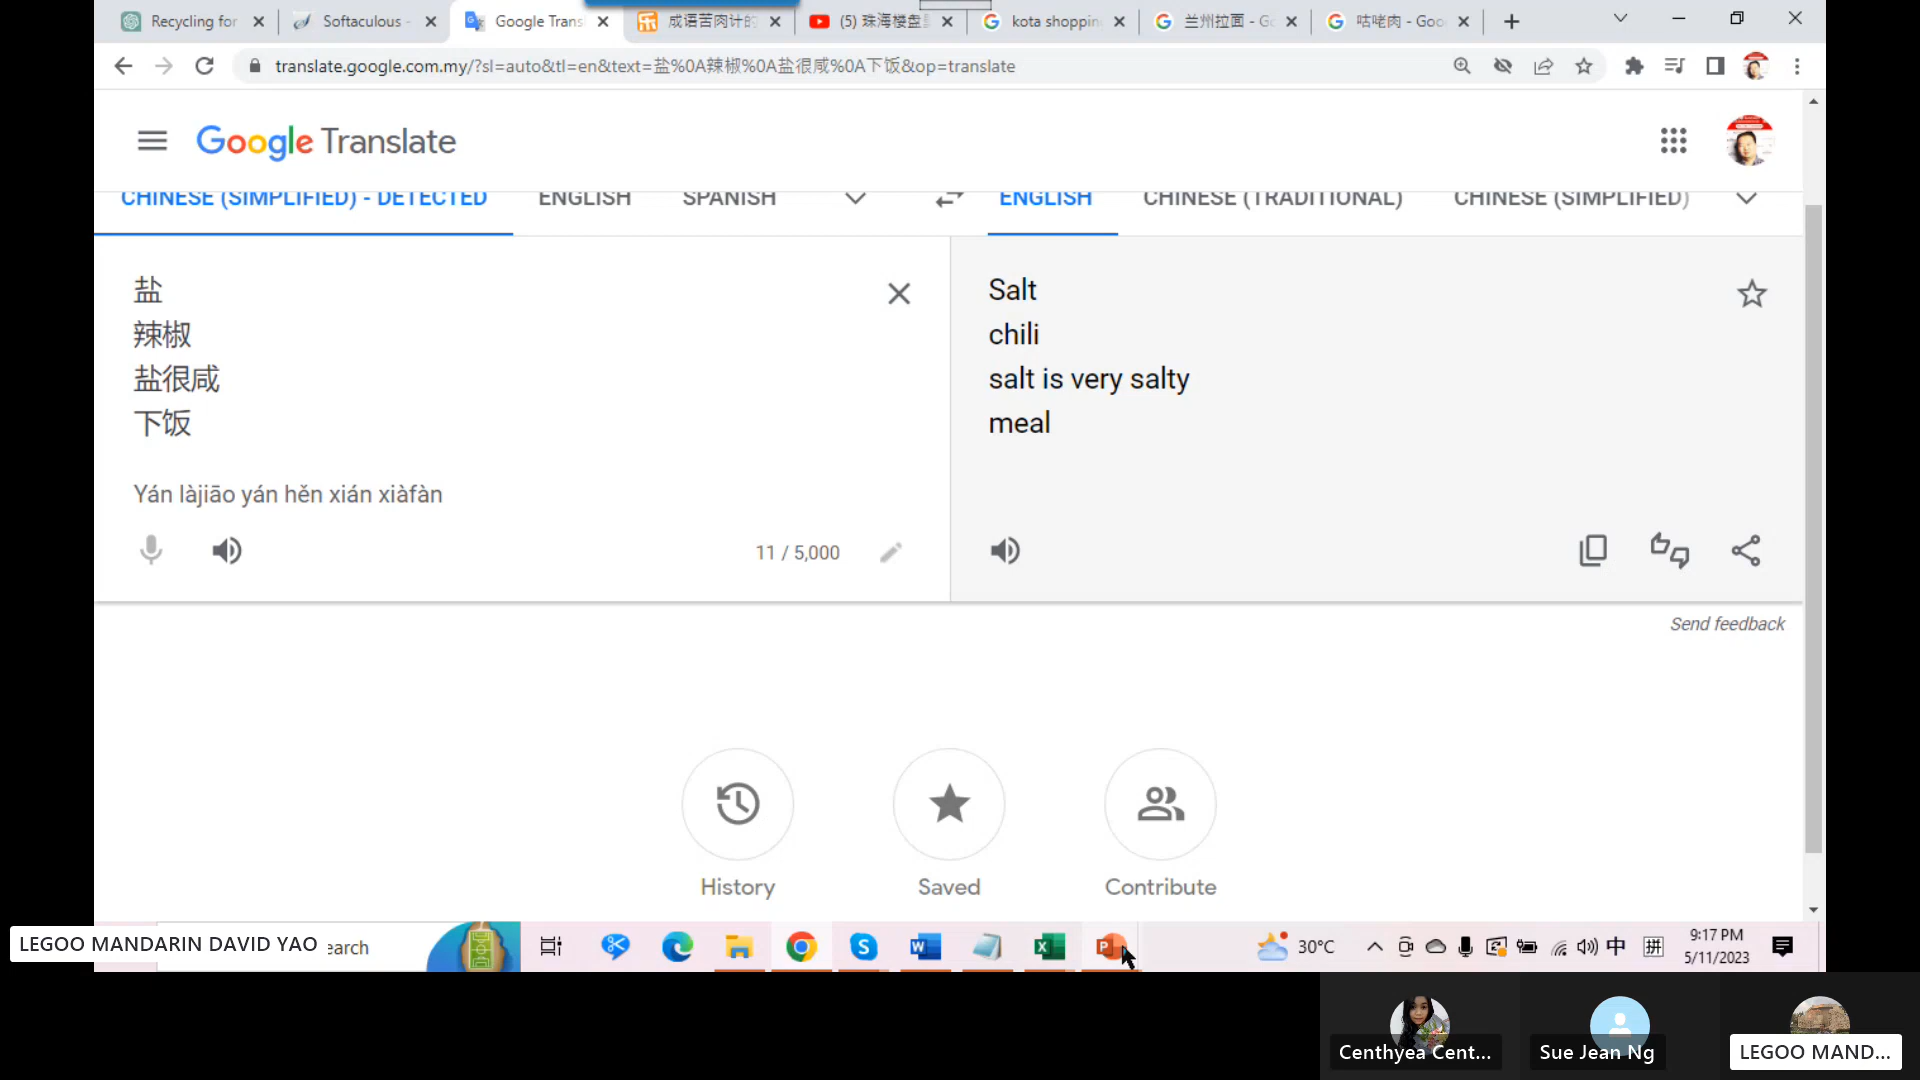 Recycling for
Softaculous -
Google Trans
成语苦肉计的
(5) 珠海楼盘
kota shoppin
兰州拉面 - Go
咕咾肉 - Goo
translate.google.com.my/?sl=auto&tl=en&text=盐%0A辣椒%0A盐很咸%0A下饭&op=translate
Google Translate
CHINESE (SIMPLIFIED) - DETECTED
ENGLISH
SPANISH
ENGLISH
CHINESE (TRADITIONAL)
CHINESE (SIMPLIFIED)
盐
辣椒
盐很咸
下饭
Yán làjiāo yán hěn xián xiàfàn
11 / 5,000
Salt
chili
salt is very salty
meal
Send feedback
History
Saved
Contribute
LEGOO MANDARIN DAVID YAO
earch
30°C
中
拼
9:17 PM
5/11/2023
Centhyea Cent...
Sue Jean Ng
LEGOO MAND...